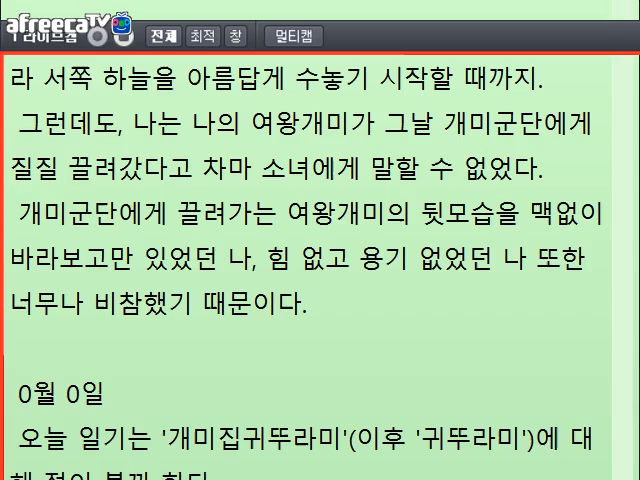 afreecaTV
전체 최적 창 멀티캠
라 서쪽 하늘을 아름답게 수놓기 시작할 때까지.
그런데도, 나는 나의 여왕개미가 그날 개미군단에게
질질 끌려갔다고 차마 소녀에게 말할 수 없었다.
개미군단에게 끌려가는 여왕개미의 뒷모습을 맥없이
바라보고만 있었던 나, 힘 없고 용기 없었던 나 또한
너무나 비참했기 때문이다.
0월 0일
오늘 일기는 '개미집귀뚜라미'(이후 '귀뚜라미')에 대